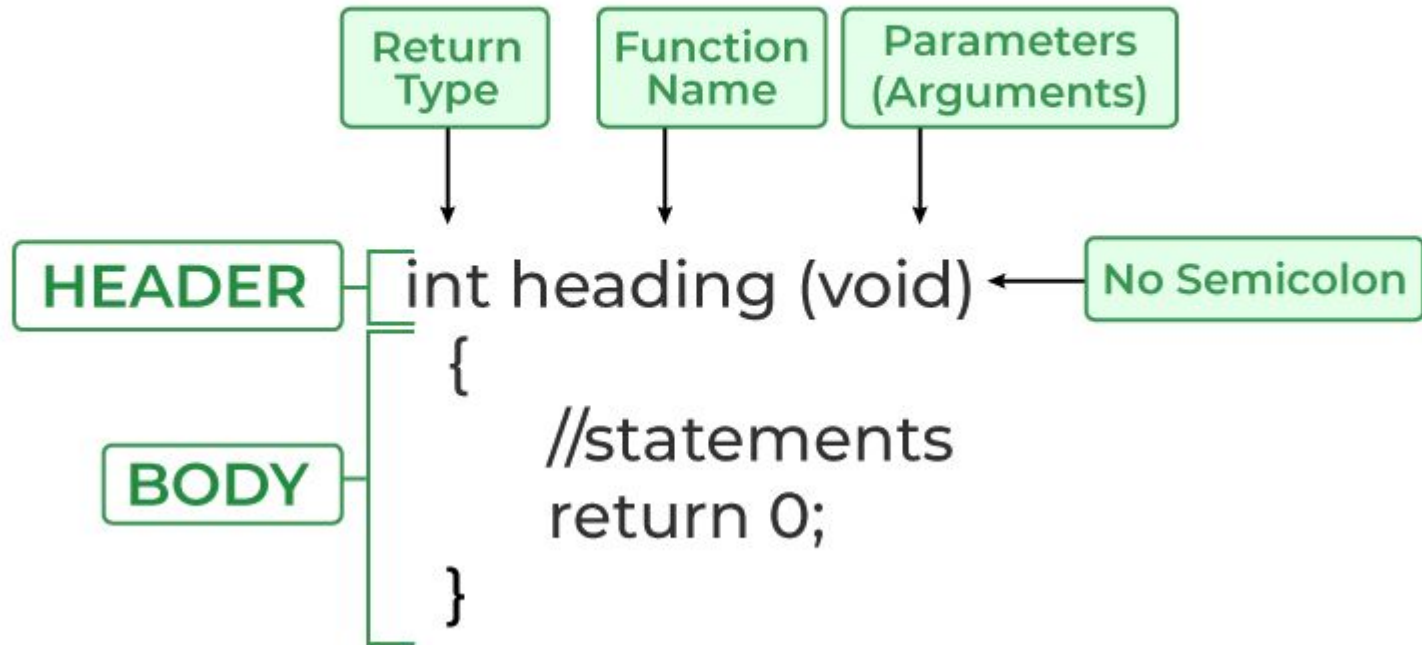 Return
Type
Function
Name
Parameters
(Arguments)
HEADER
int heading (void)
No Semicolon
BODY
{
//statements
return 0;
}